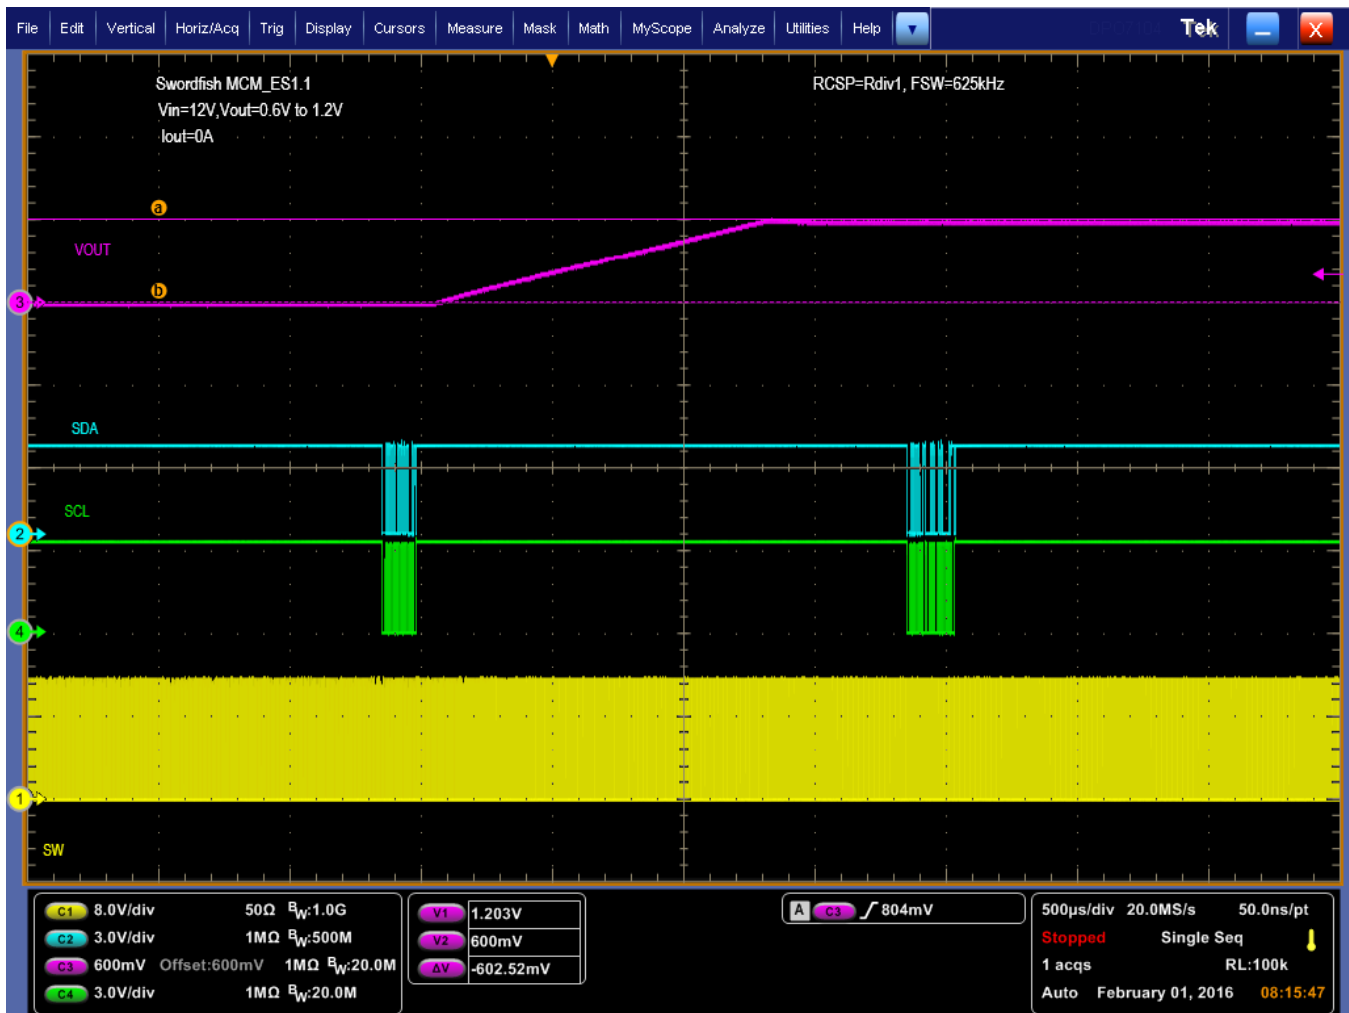 File Edit Vertical Horiz/Acq Trig Display Cursors Measure Mask Math MyScope Analyze Utilities Help Tek X
Swordfish MCM_ES1.1
Vin=12V,Vout=0.6V to 1.2V
Iout=0A
RCSP=Rdiv1, FSW=625kHz
a
VOUT
b
3
SDA
SCL
2
4
1
SW
C1 8.0V/div 50Ω BW:1.0G
C2 3.0V/div 1MΩ BW:500M
C3 600mV Offset:600mV 1MΩ BW:20.0M
C4 3.0V/div 1MΩ BW:20.0M
V1 1.203V
V2 600mV
ΔV -602.52mV
A C3 804mV
500µs/div 20.0MS/s 50.0ns/pt
Stopped Single Seq
1 acqs RL:100k
Auto February 01, 2016 08:15:47